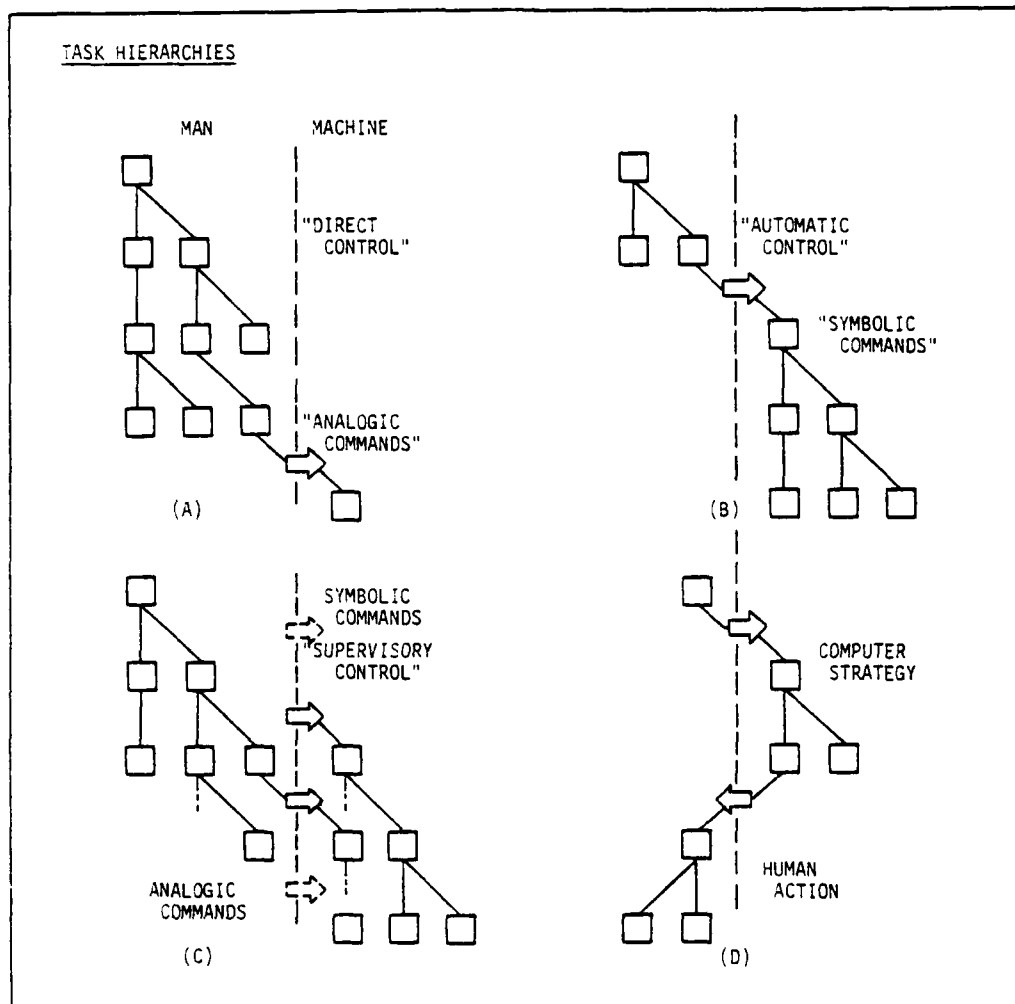 TASK HIERARCHIES
MAN
MACHINE
"DIRECT
CONTROL"
"ANALOGIC
COMMANDS"
(A)
"AUTOMATIC
CONTROL"
"SYMBOLIC
COMMANDS"
(B)
SYMBOLIC
COMMANDS
"SUPERVISORY
CONTROL"
ANALOGIC
COMMANDS
(C)
COMPUTER
STRATEGY
HUMAN
ACTION
(D)